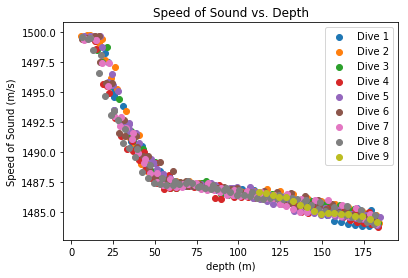 Speed of Sound vs. Depth
Speed of Sound (m/s)
1500.0
1497.5
1495.0
1492.5
1490.0
1487.5
1485.0
Dive 1
Dive 2
Dive 3
Dive 4
Dive 5
Dive 6
Dive 7
Dive 8
Dive 9
0 25 50 75 100 125 150 175
depth (m)